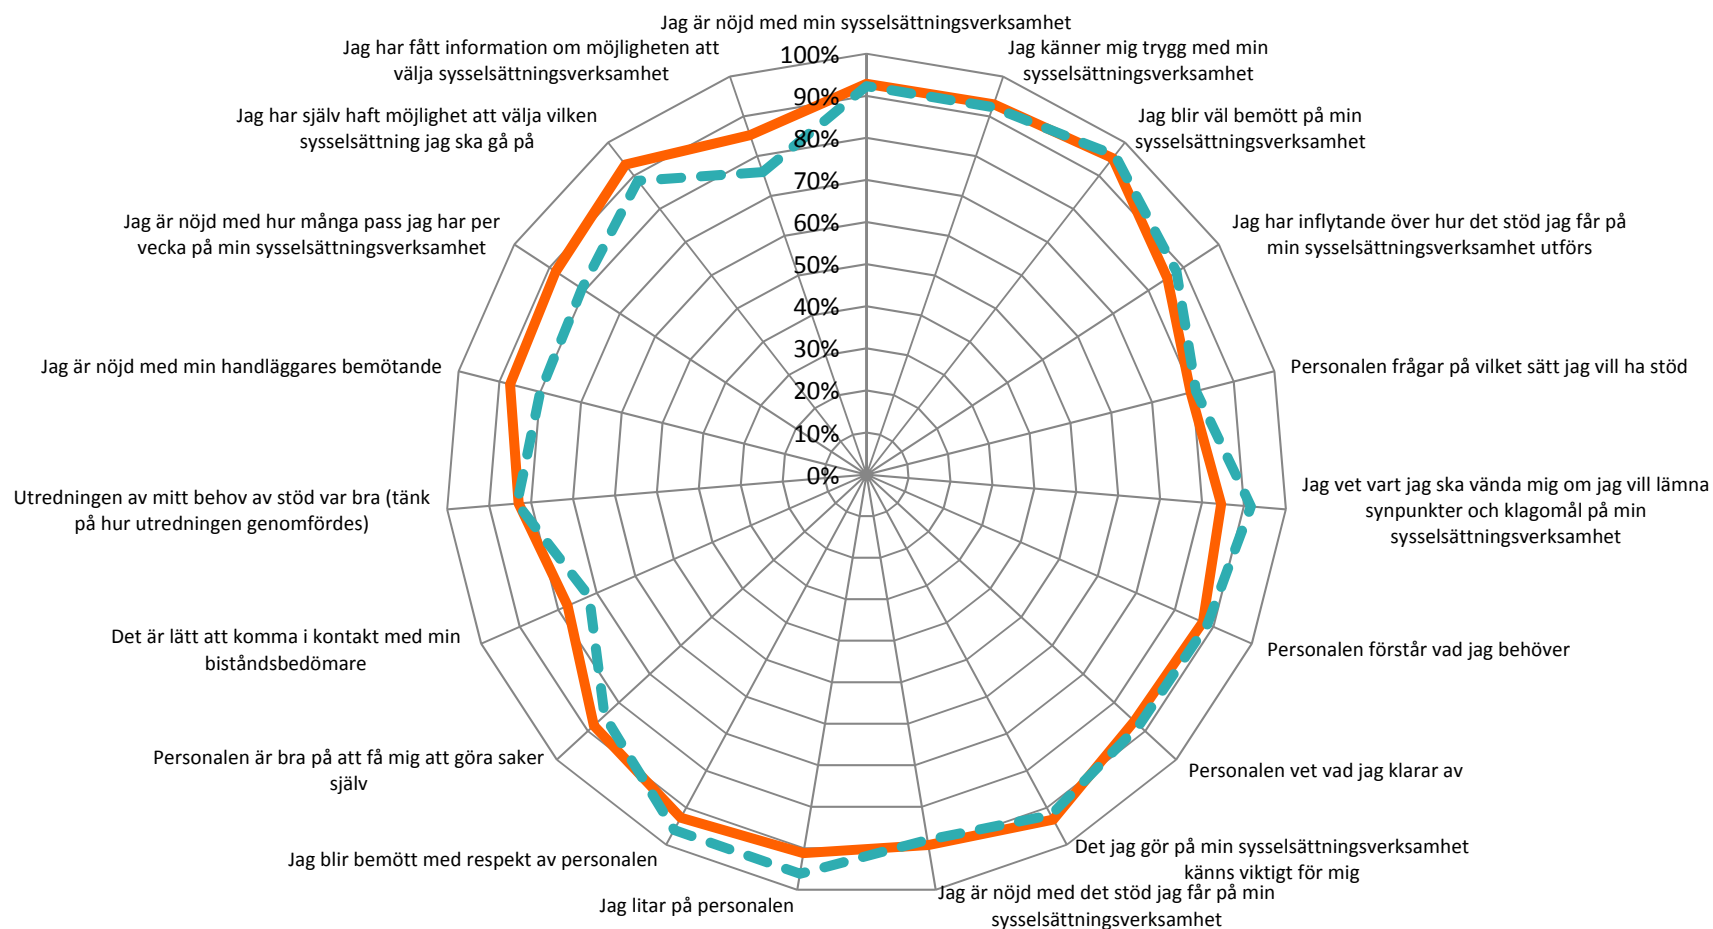 Jag är nöjd med min sysselsättningsverksamhet
Jag känner mig trygg med min
sysselsättningsverksamhet
Jag blir väl bemött på min
sysselsättningsverksamhet
Jag har inflytande över hur det stöd jag får på
min sysselsättningsverksamhet utförs
Personalen frågar på vilket sätt jag vill ha stöd
Jag vet vart jag ska vända mig om jag vill lämna
synpunkter och klagomål på min
sysselsättningsverksamhet
Personalen förstår vad jag behöver
Personalen vet vad jag klarar av
Det jag gör på min sysselsättningsverksamhet
känns viktigt för mig
Jag är nöjd med det stöd jag får på min
sysselsättningsverksamhet
Jag litar på personalen
Jag blir bemött med respekt av personalen
Personalen är bra på att få mig att göra saker
själv
Det är lätt att komma i kontakt med min
biståndsbedömare
Utredningen av mitt behov av stöd var bra (tänk
på hur utredningen genomfördes)
Jag är nöjd med min handläggares bemötande
Jag är nöjd med hur många pass jag har per
vecka på min sysselsättningsverksamhet
Jag har själv haft möjlighet att välja vilken
sysselsättning jag ska gå på
Jag har fått information om möjligheten att
välja sysselsättningsverksamhet
100%
90%
80%
70%
60%
50%
40%
30%
20%
10%
0%